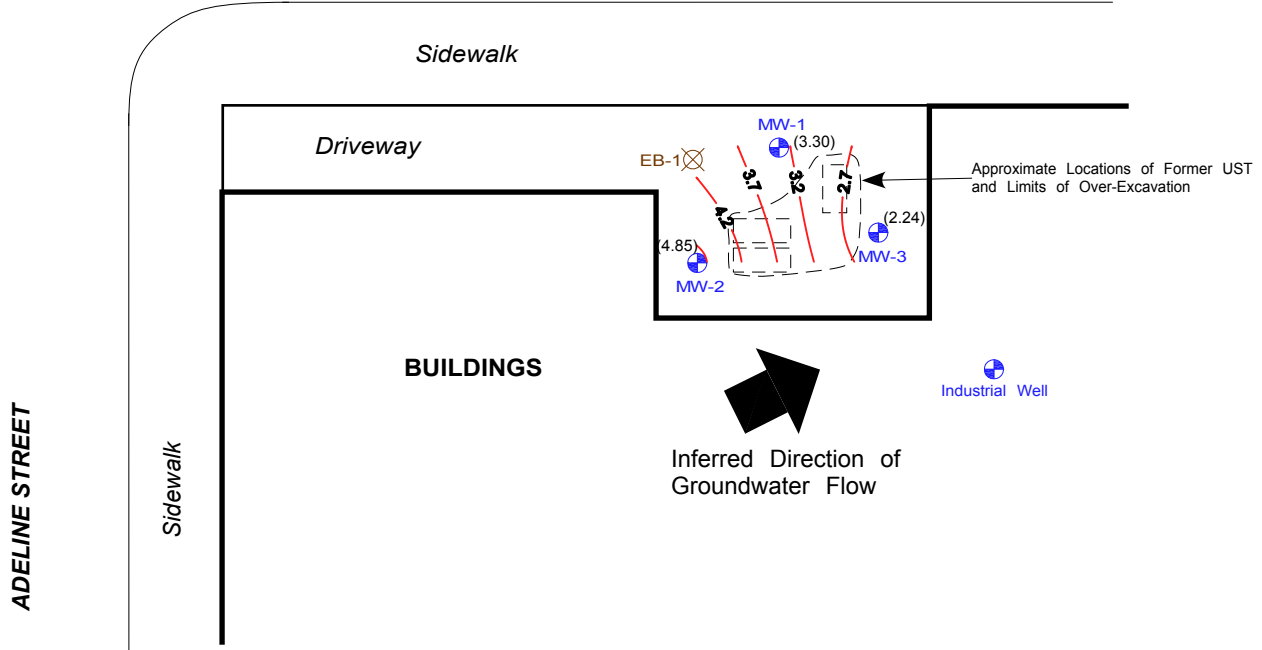 Sidewalk
Driveway
MW-1
(3.30)
EB-1
3.7
3.2
2.7
4.2
Approximate Locations of Former UST
and Limits of Over-Excavation
(2.24)
MW-3
(4.85)
MW-2
BUILDINGS
Industrial Well
Inferred Direction of
Groundwater Flow
Sidewalk
ADELINE STREET